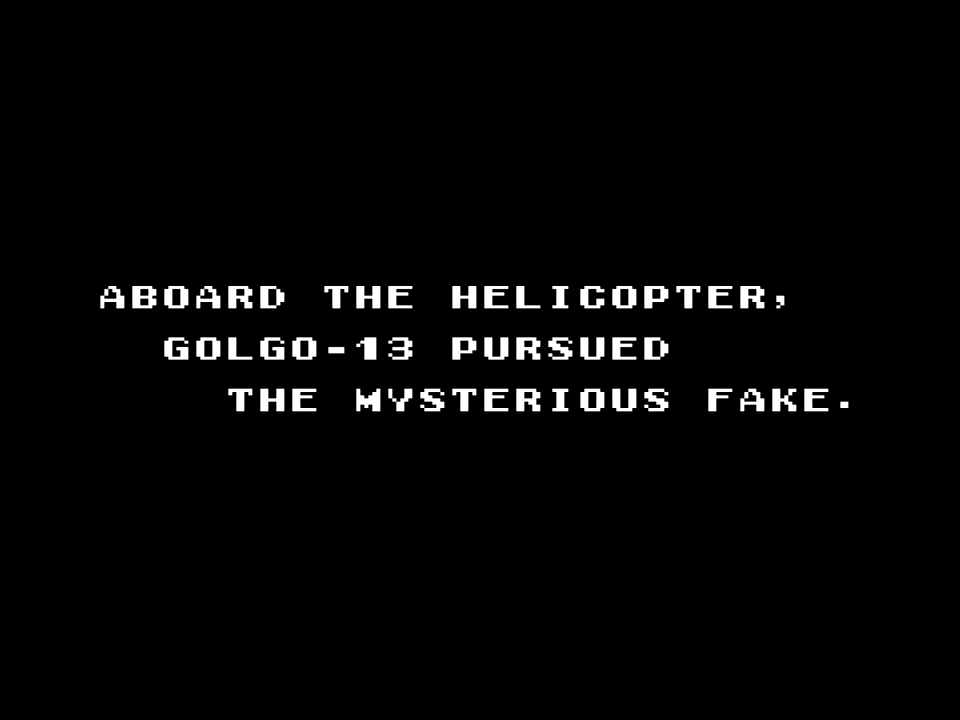 ABOARD THE HELICOPTER,
GOLGO-13 PURSUED
THE MYSTERIOUS FAKE.